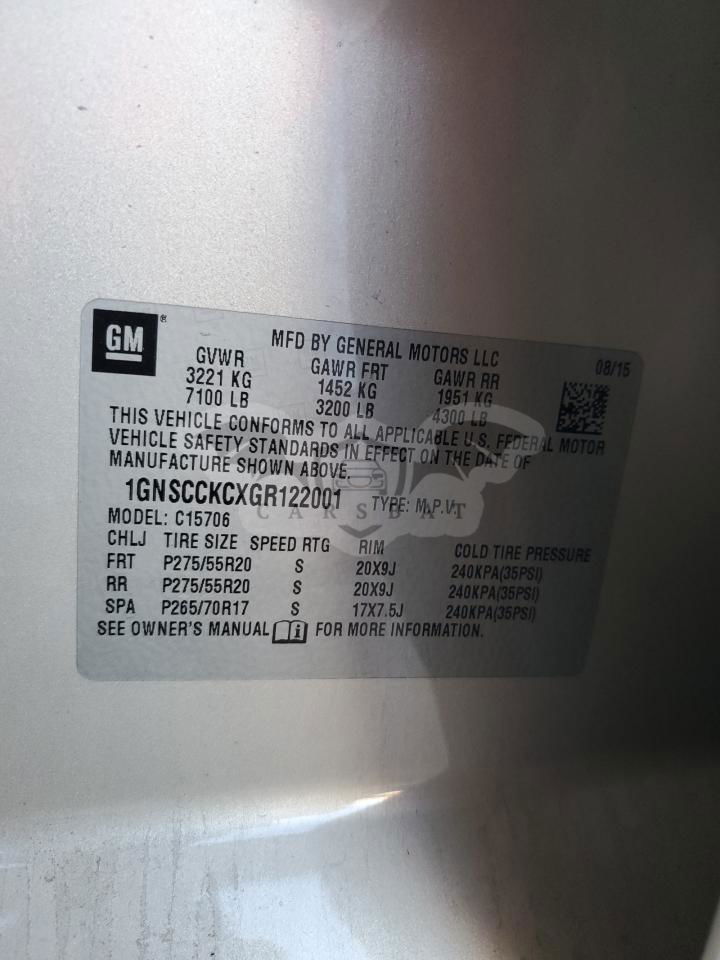 GM ®
MFD BY GENERAL MOTORS LLC
08/15
GVWR GAWR FRT GAWR RR
3221 KG 1452 KG 1951 KG
7100 LB 3200 LB 4300 LB
THIS VEHICLE CONFORMS TO ALL APPLICABLE U.S. FEDERAL MOTOR
VEHICLE SAFETY STANDARDS IN EFFECT ON THE DATE OF
MANUFACTURE SHOWN ABOVE.
1GNSCCKCXGR122001 TYPE: M.P.V.
CARSBAT
MODEL: C15706
CHLJ TIRE SIZE SPEED RTG RIM COLD TIRE PRESSURE
FRT P275/55R20 S 20X9J 240KPA(35PSI)
RR P275/55R20 S 20X9J 240KPA(35PSI)
SPA P265/70R17 S 17X7.5J 240KPA(35PSI)
SEE OWNER'S MANUAL i FOR MORE INFORMATION.